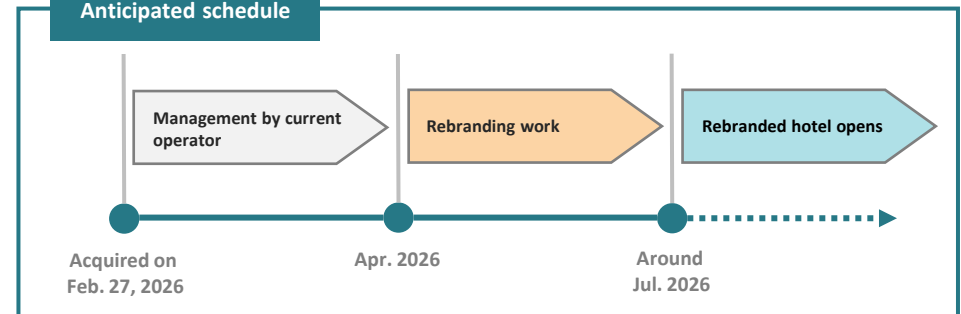 Anticipated schedule
Management by current
operator
Rebranding work
Rebranded hotel opens
Acquired on
Feb. 27, 2026
Apr. 2026
Around
Jul. 2026